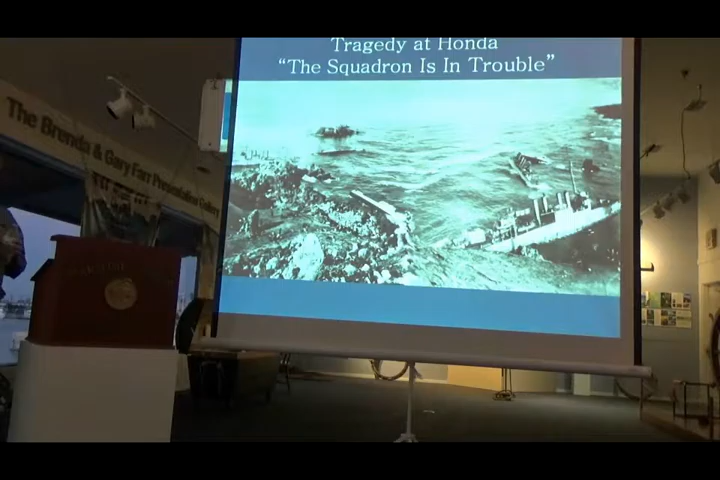 Tragedy at Honda
“The Squadron Is In Trouble”
The Brenda & Gary Farr Presentation Gallery